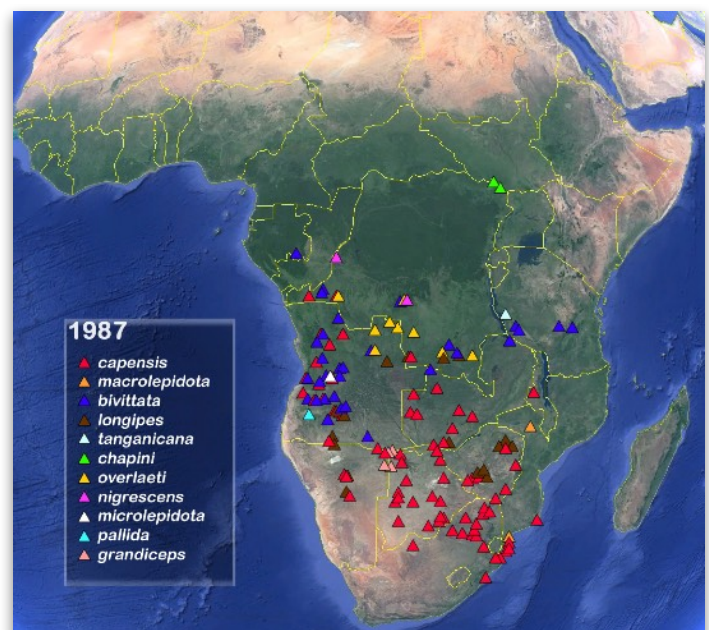 1987
capensis
macrolepidota
bivittata
longipes
tanganicana
chapini
overlaeti
nigrescens
microlepidota
pallida
grandiceps